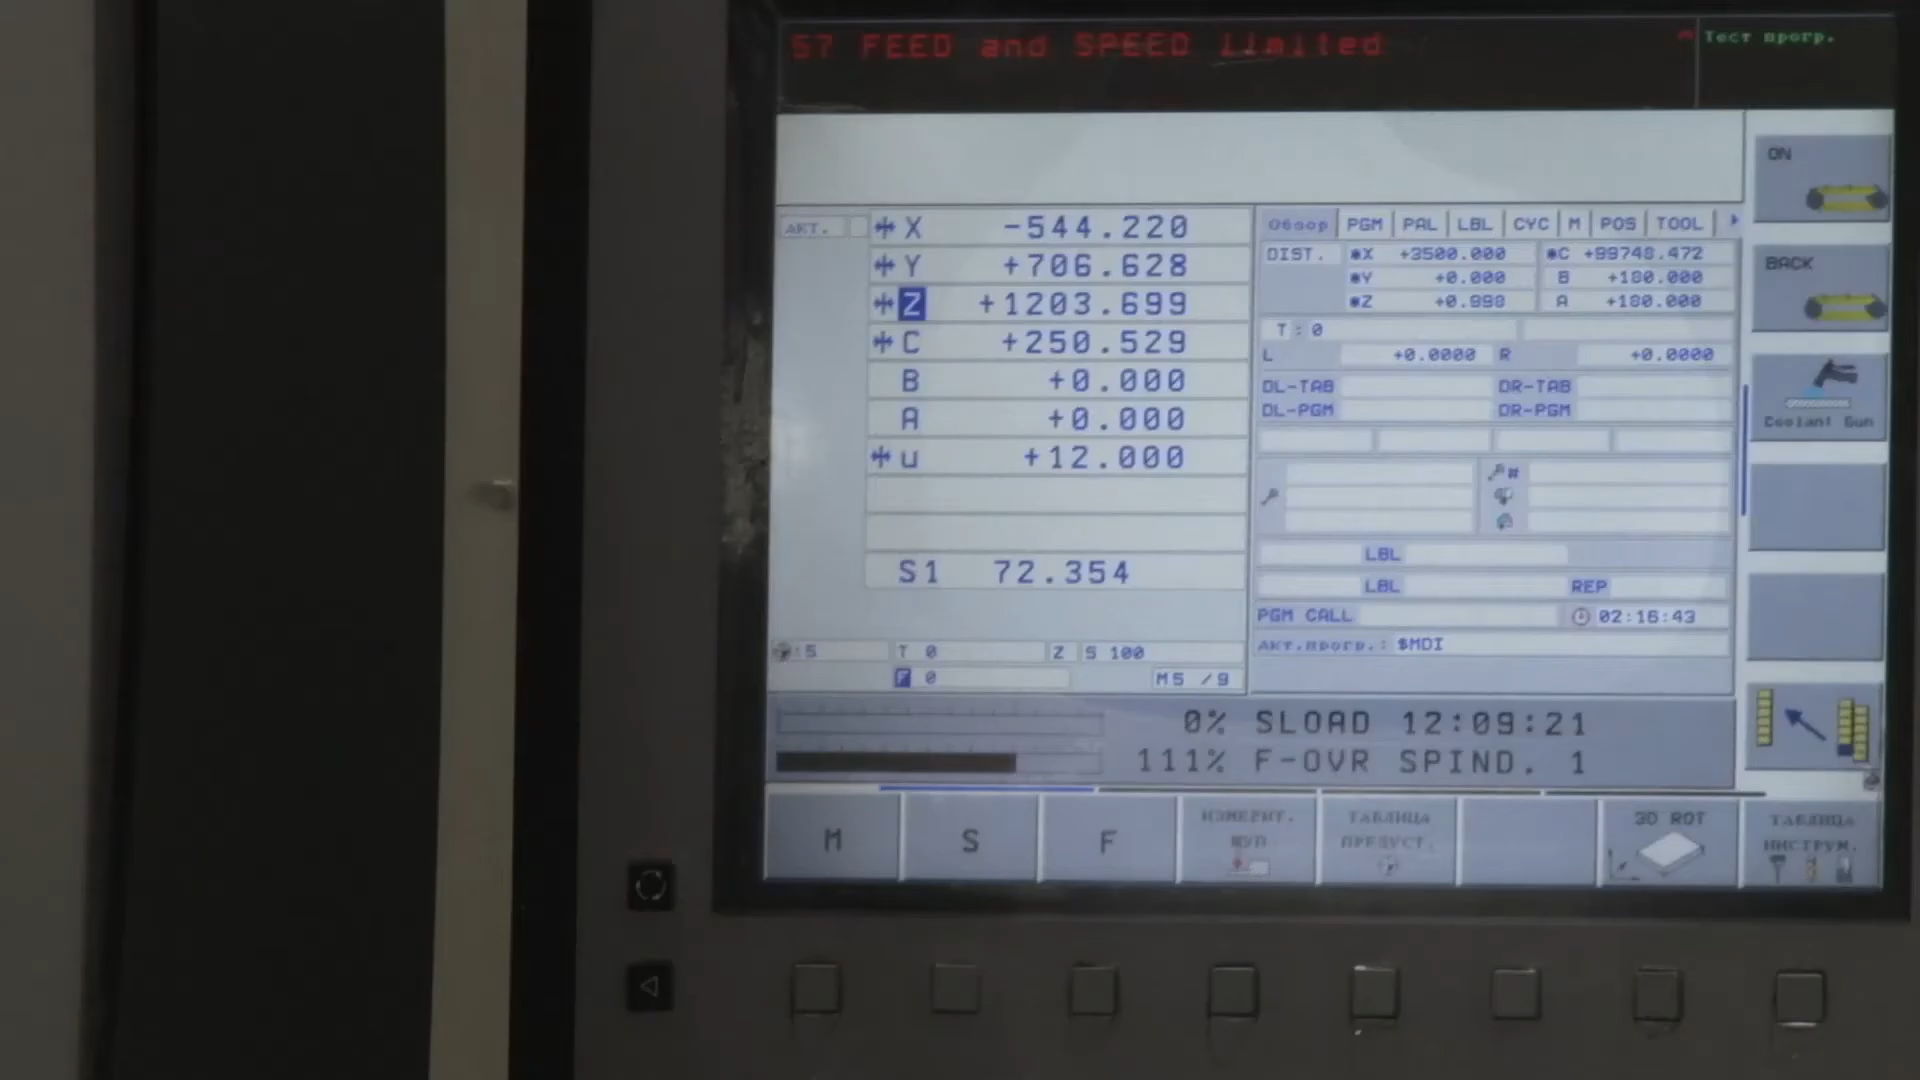 57 FEED and SPEED limited
Тест прогр.
АКТ.
X -544.220
Y +706.628
Z +1203.699
C +250.529
B +0.000
A +0.000
u +12.000
S1 72.354
:5 T 0 Z S 100
F 0 M5 /9
Обзор PGM PAL LBL CYC M POS TOOL
DIST. *X +3500.000 *C +99748.472
*Y +0.000 B +180.000
*Z +0.998 A +180.000
T:0
L +0.0000 R +0.0000
DL-TAB DR-TAB
DL-PGM DR-PGM
#
LBL
LBL REP
PGM CALL 02:16:43
Акт.прогр.: $MDI
0% SLOAD 12:09:21
111% F-OVR SPIND. 1
ON
BACK
Coolant Gun
M
S
F
ИЗМЕРИТ.
ЩУП
ТАБЛИЦА
ПРЕДУСТ.
3D ROT
ТАБЛИЦА
ИНСТРУМ.